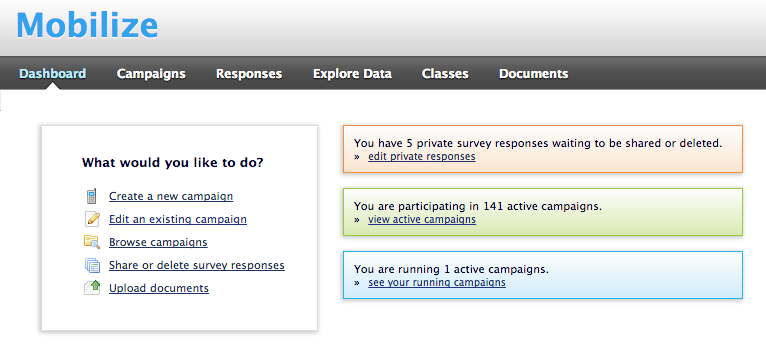 Mobilize
Dashboard Campaigns Responses Explore Data Classes Documents
What would you like to do?
Create a new campaign
Edit an existing campaign
Browse campaigns
Share or delete survey responses
Upload documents
You have 5 private survey responses waiting to be shared or deleted.
» edit private responses
You are participating in 141 active campaigns.
» view active campaigns
You are running 1 active campaigns.
» see your running campaigns